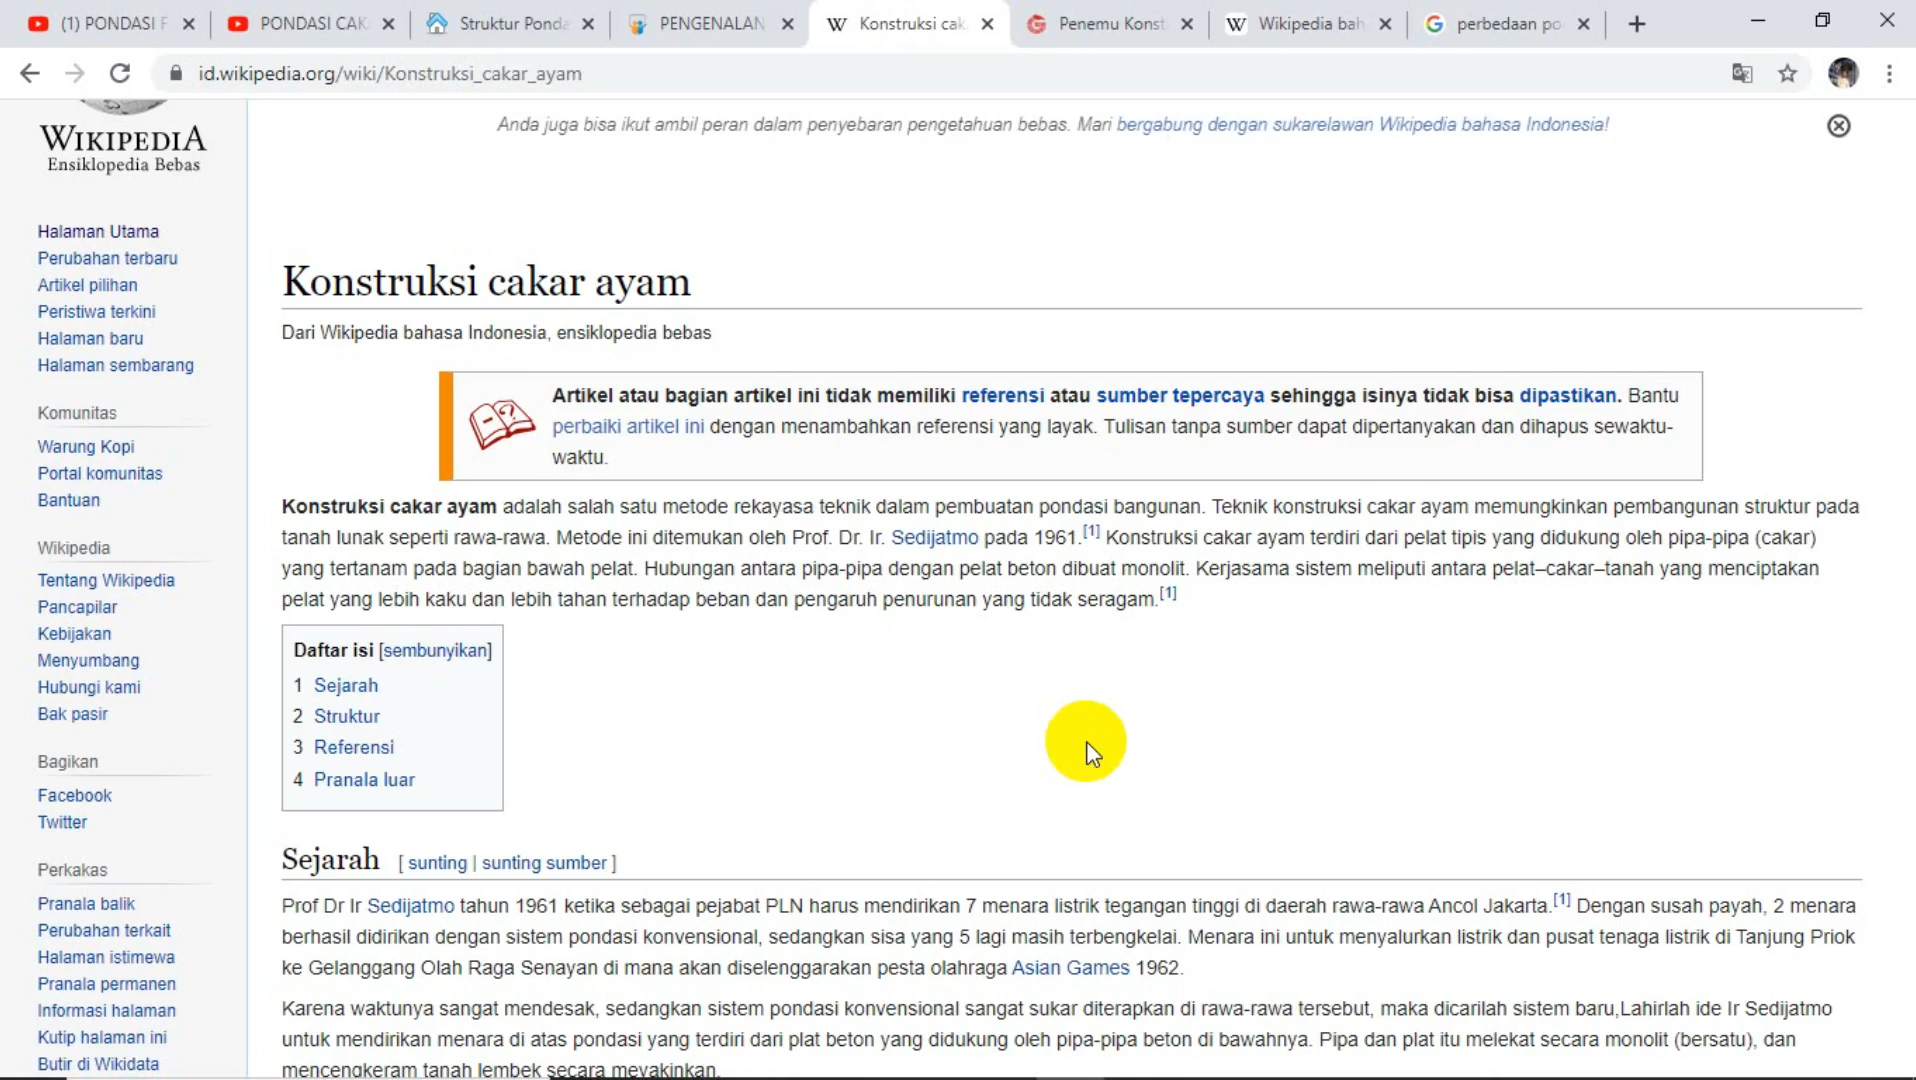 (1) PONDASI F
PONDASI CAK
Struktur Ponda
PENGENALAN
Konstruksi cak
Penemu Konst
Wikipedia bah
perbedaan po
id.wikipedia.org/wiki/Konstruksi_cakar_ayam
WIKIPEDIA
Ensiklopedia Bebas
Halaman Utama
Perubahan terbaru
Artikel pilihan
Peristiwa terkini
Halaman baru
Halaman sembarang
Komunitas
Warung Kopi
Portal komunitas
Bantuan
Wikipedia
Tentang Wikipedia
Pancapilar
Kebijakan
Menyumbang
Hubungi kami
Bak pasir
Bagikan
Facebook
Twitter
Perkakas
Pranala balik
Perubahan terkait
Halaman istimewa
Pranala permanen
Informasi halaman
Kutip halaman ini
Butir di Wikidata
Anda juga bisa ikut ambil peran dalam penyebaran pengetahuan bebas. Mari bergabung dengan sukarelawan Wikipedia bahasa Indonesia!
Konstruksi cakar ayam
Dari Wikipedia bahasa Indonesia, ensiklopedia bebas
Artikel atau bagian artikel ini tidak memiliki referensi atau sumber tepercaya sehingga isinya tidak bisa dipastikan. Bantu
perbaiki artikel ini dengan menambahkan referensi yang layak. Tulisan tanpa sumber dapat dipertanyakan dan dihapus sewaktu-
waktu.
Konstruksi cakar ayam adalah salah satu metode rekayasa teknik dalam pembuatan pondasi bangunan. Teknik konstruksi cakar ayam memungkinkan pembangunan struktur pada
tanah lunak seperti rawa-rawa. Metode ini ditemukan oleh Prof. Dr. Ir. Sedijatmo pada 1961.[1] Konstruksi cakar ayam terdiri dari pelat tipis yang didukung oleh pipa-pipa (cakar)
yang tertanam pada bagian bawah pelat. Hubungan antara pipa-pipa dengan pelat beton dibuat monolit. Kerjasama sistem meliputi antara pelat–cakar–tanah yang menciptakan
pelat yang lebih kaku dan lebih tahan terhadap beban dan pengaruh penurunan yang tidak seragam.[1]
Daftar isi [sembunyikan]
1 Sejarah
2 Struktur
3 Referensi
4 Pranala luar
Sejarah [ sunting | sunting sumber ]
Prof Dr Ir Sedijatmo tahun 1961 ketika sebagai pejabat PLN harus mendirikan 7 menara listrik tegangan tinggi di daerah rawa-rawa Ancol Jakarta.[1] Dengan susah payah, 2 menara
berhasil didirikan dengan sistem pondasi konvensional, sedangkan sisa yang 5 lagi masih terbengkelai. Menara ini untuk menyalurkan listrik dan pusat tenaga listrik di Tanjung Priok
ke Gelanggang Olah Raga Senayan di mana akan diselenggarakan pesta olahraga Asian Games 1962.
Karena waktunya sangat mendesak, sedangkan sistem pondasi konvensional sangat sukar diterapkan di rawa-rawa tersebut, maka dicarilah sistem baru,Lahirlah ide Ir Sedijatmo
untuk mendirikan menara di atas pondasi yang terdiri dari plat beton yang didukung oleh pipa-pipa beton di bawahnya. Pipa dan plat itu melekat secara monolit (bersatu), dan
mencengkeram tanah lembek secara meyakinkan.